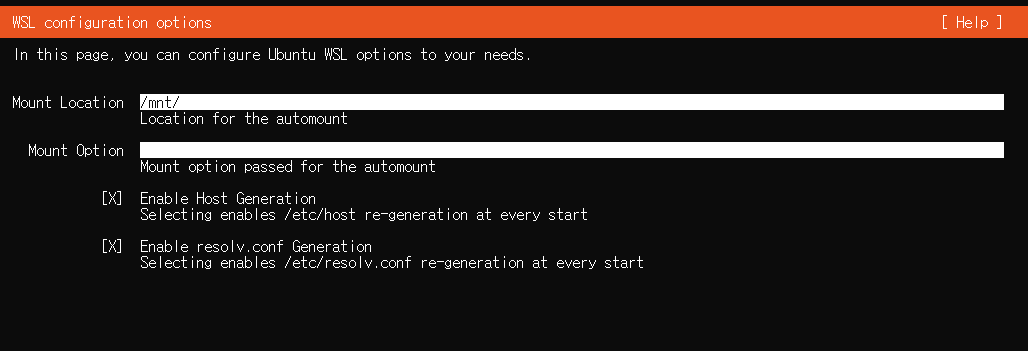 WSL configuration options [ Help ]
In this page, you can configure Ubuntu WSL options to your needs.
Mount Location /mnt/
Location for the automount
Mount Option
Mount option passed for the automount
[X] Enable Host Generation
Selecting enables /etc/host re-generation at every start
[X] Enable resolv.conf Generation
Selecting enables /etc/resolv.conf re-generation at every start